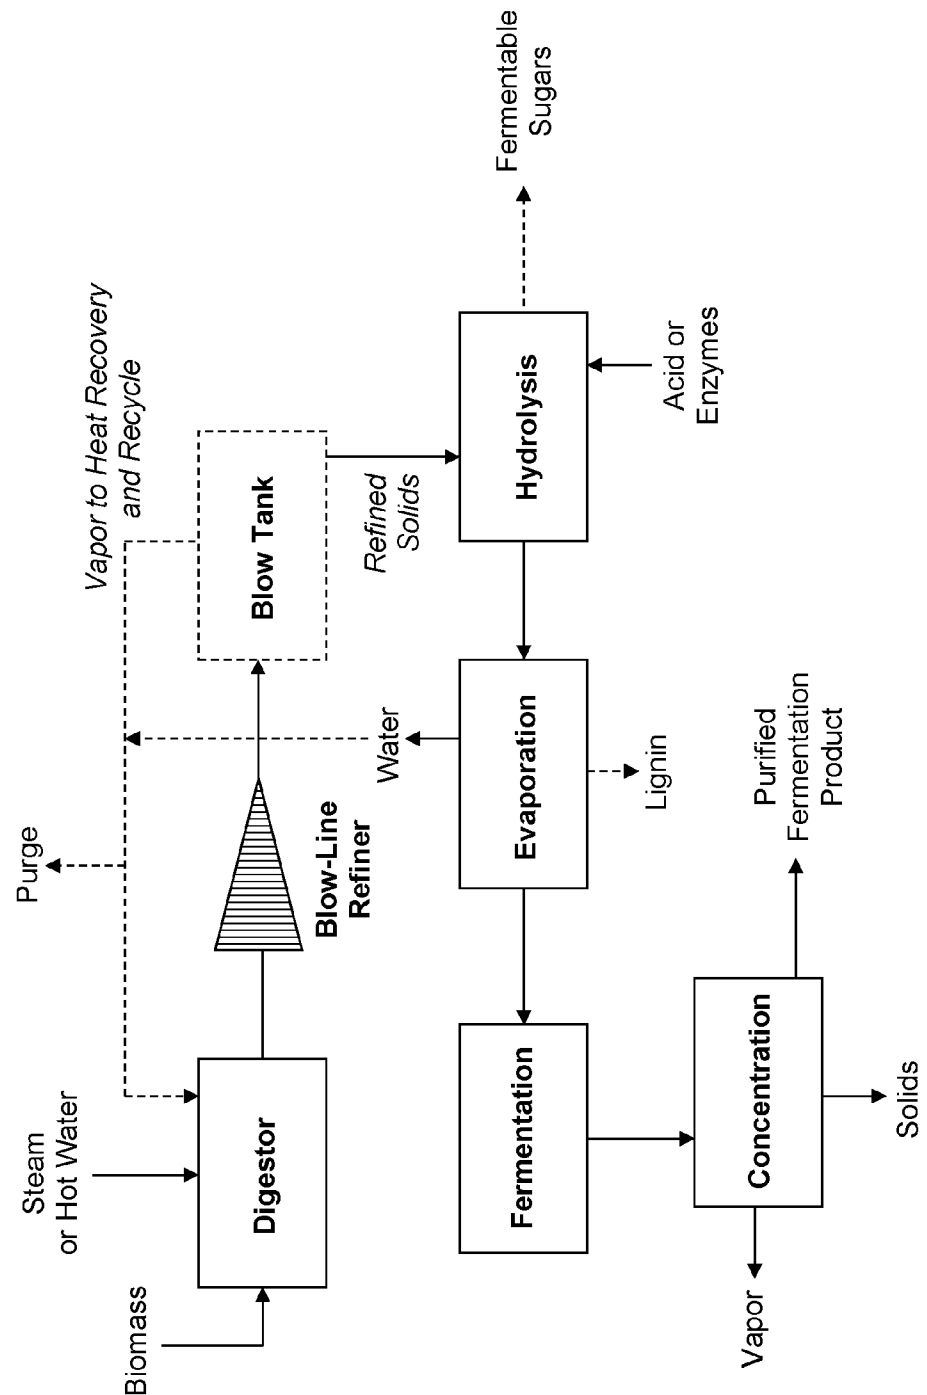 Biomass
Steam
or Hot Water
Purge
Vapor to Heat Recovery
and Recycle
Digestor
Blow-Line
Refiner
Blow Tank
Refined
Solids
Water
Fermentation
Evaporation
Hydrolysis
Fermentable
Sugars
Lignin
Acid or
Enzymes
Vapor
Concentration
Solids
Purified
Fermentation
Product